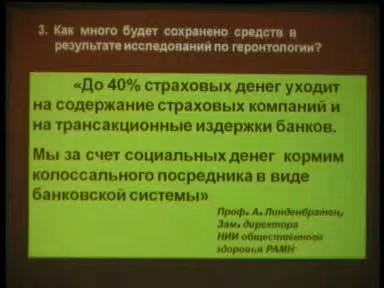 3. Как много будет сохранено средств в
результате исследований по геронтологии?
«До 40% страховых денег уходит
на содержание страховых компаний и
на трансакционные издержки банков.
Мы за счет социальных денег кормим
колоссального посредника в виде
банковской системы»
Проф. А. Линденбратен,
Зам. директора
НИИ общественного
здоровья РАМН